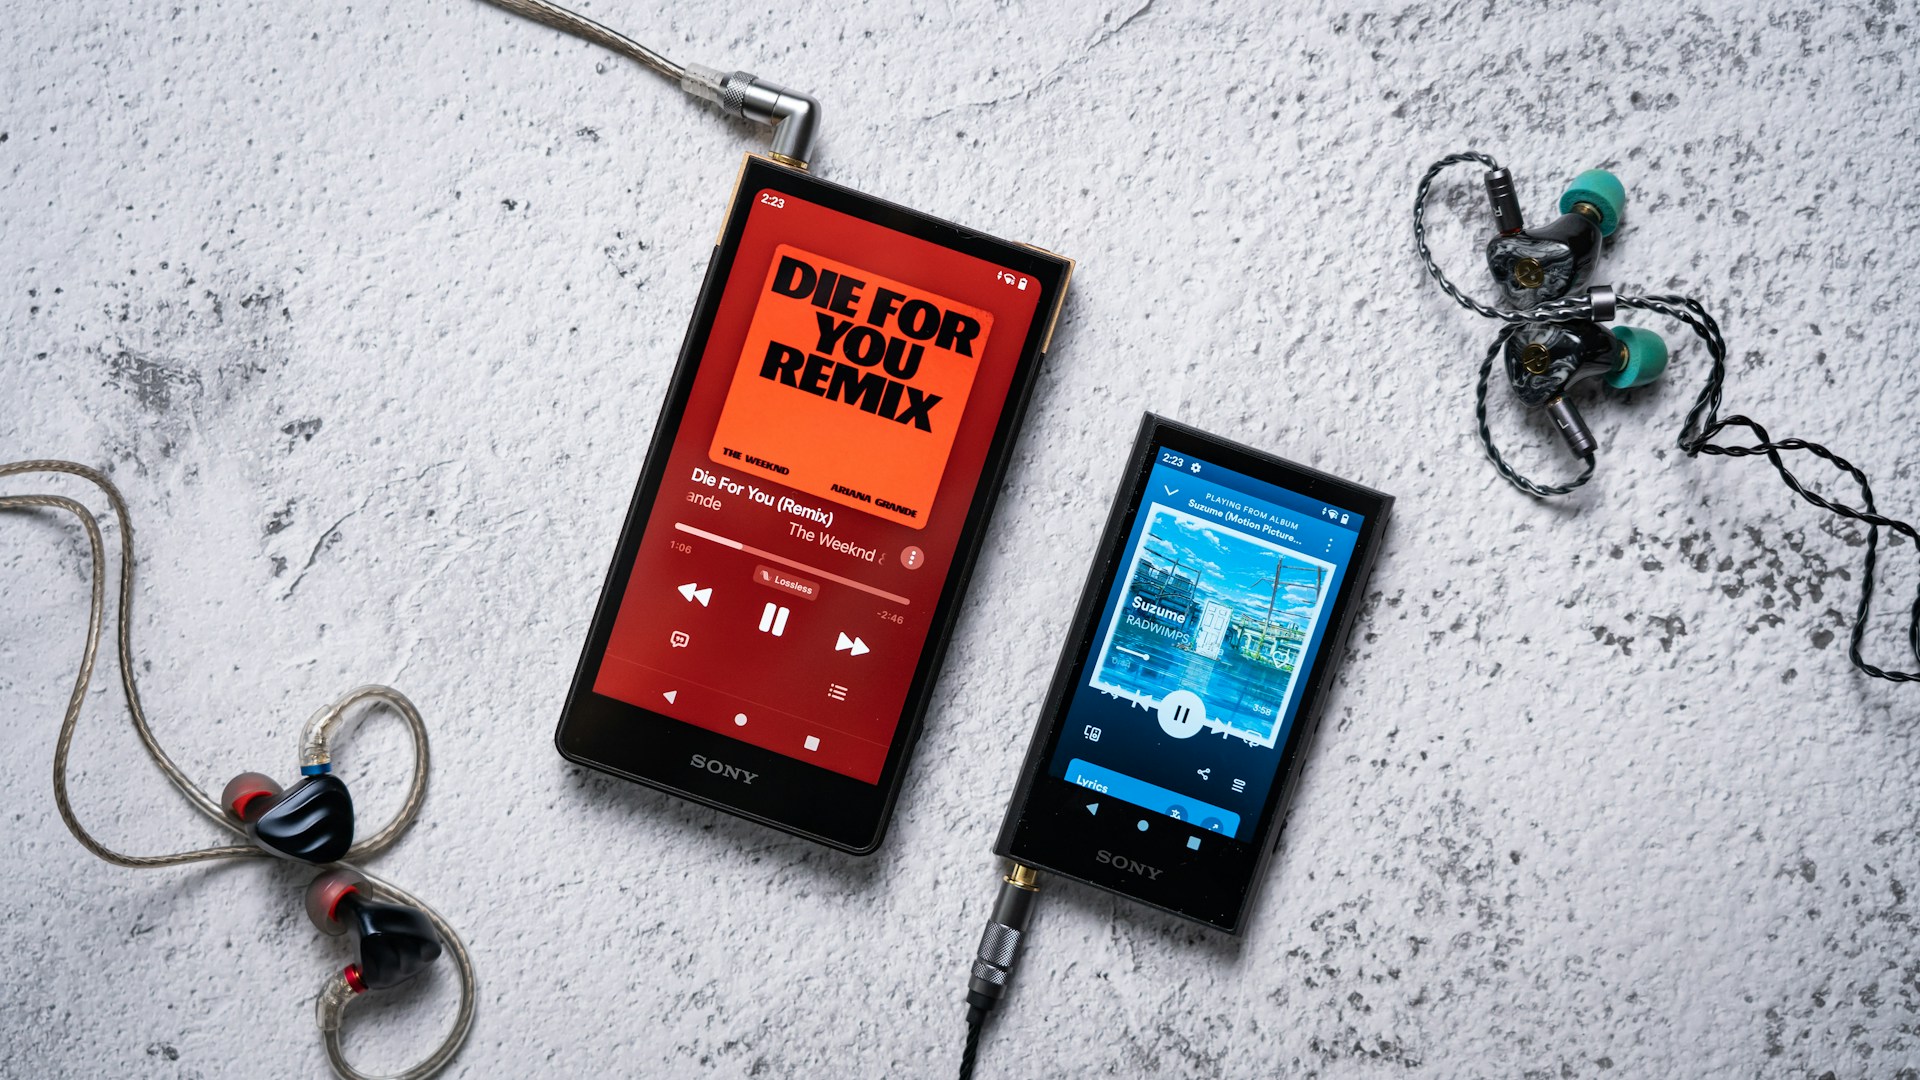 2:23
DIE FOR
YOU
REMIX
THE WEEKND
ARIANA GRANDE
Die For You (Remix)
ande The Weeknd &
1:06
-2:46
Lossless
SONY
2:23
PLAYING FROM ALBUM
Suzume (Motion Picture...
Suzume
RADWIMPS
3:58
Lyrics
SONY
R
L